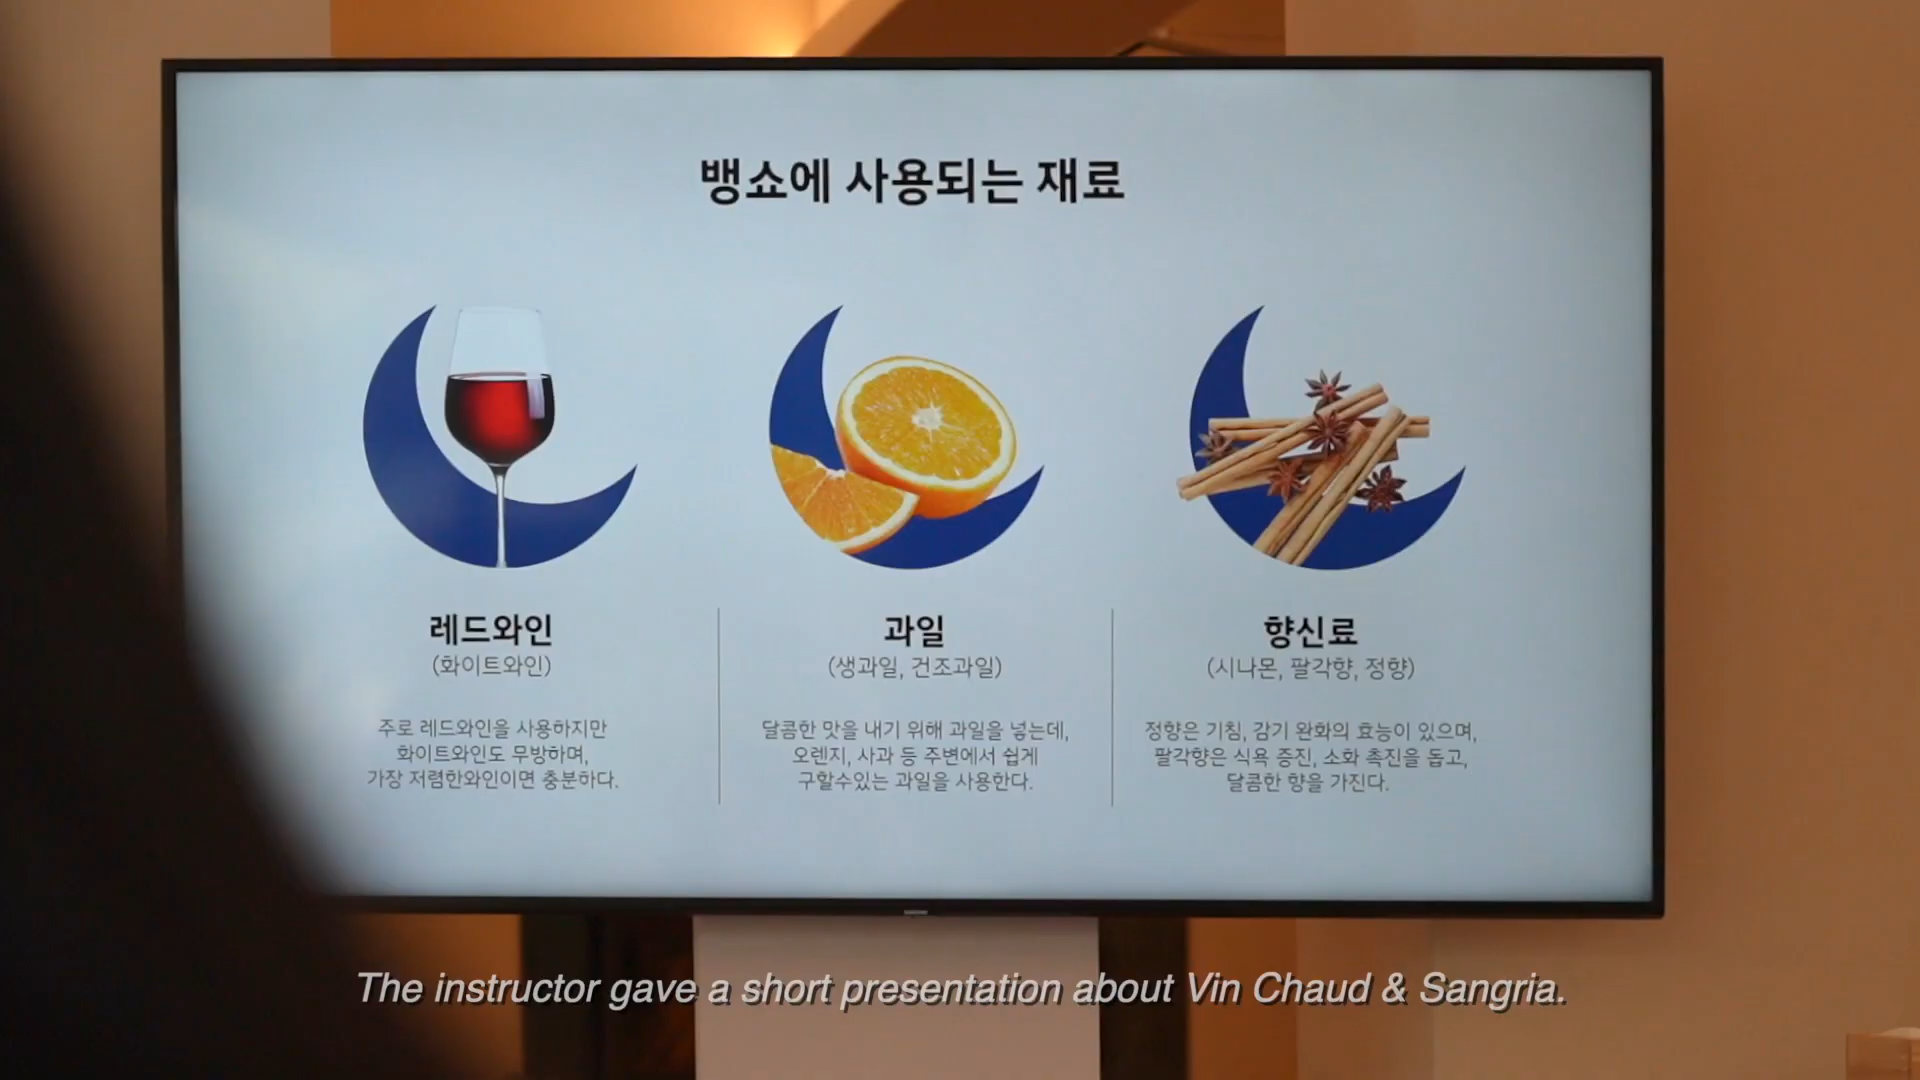 뱅쇼에 사용되는 재료
레드와인
(화이트와인)
주로 레드와인을 사용하지만
화이트와인도 무방하며,
가장 저렴한와인이면 충분하다.
과일
(생과일, 건조과일)
달콤한 맛을 내기 위해 과일을 넣는데,
오렌지, 사과 등 주변에서 쉽게
구할수있는 과일을 사용한다.
향신료
(시나몬, 팔각향, 정향)
정향은 기침, 감기 완화의 효능이 있으며,
팔각향은 식욕 증진, 소화 촉진을 돕고,
달콤한 향을 가진다.
The instructor gave a short presentation about Vin Chaud & Sangria.